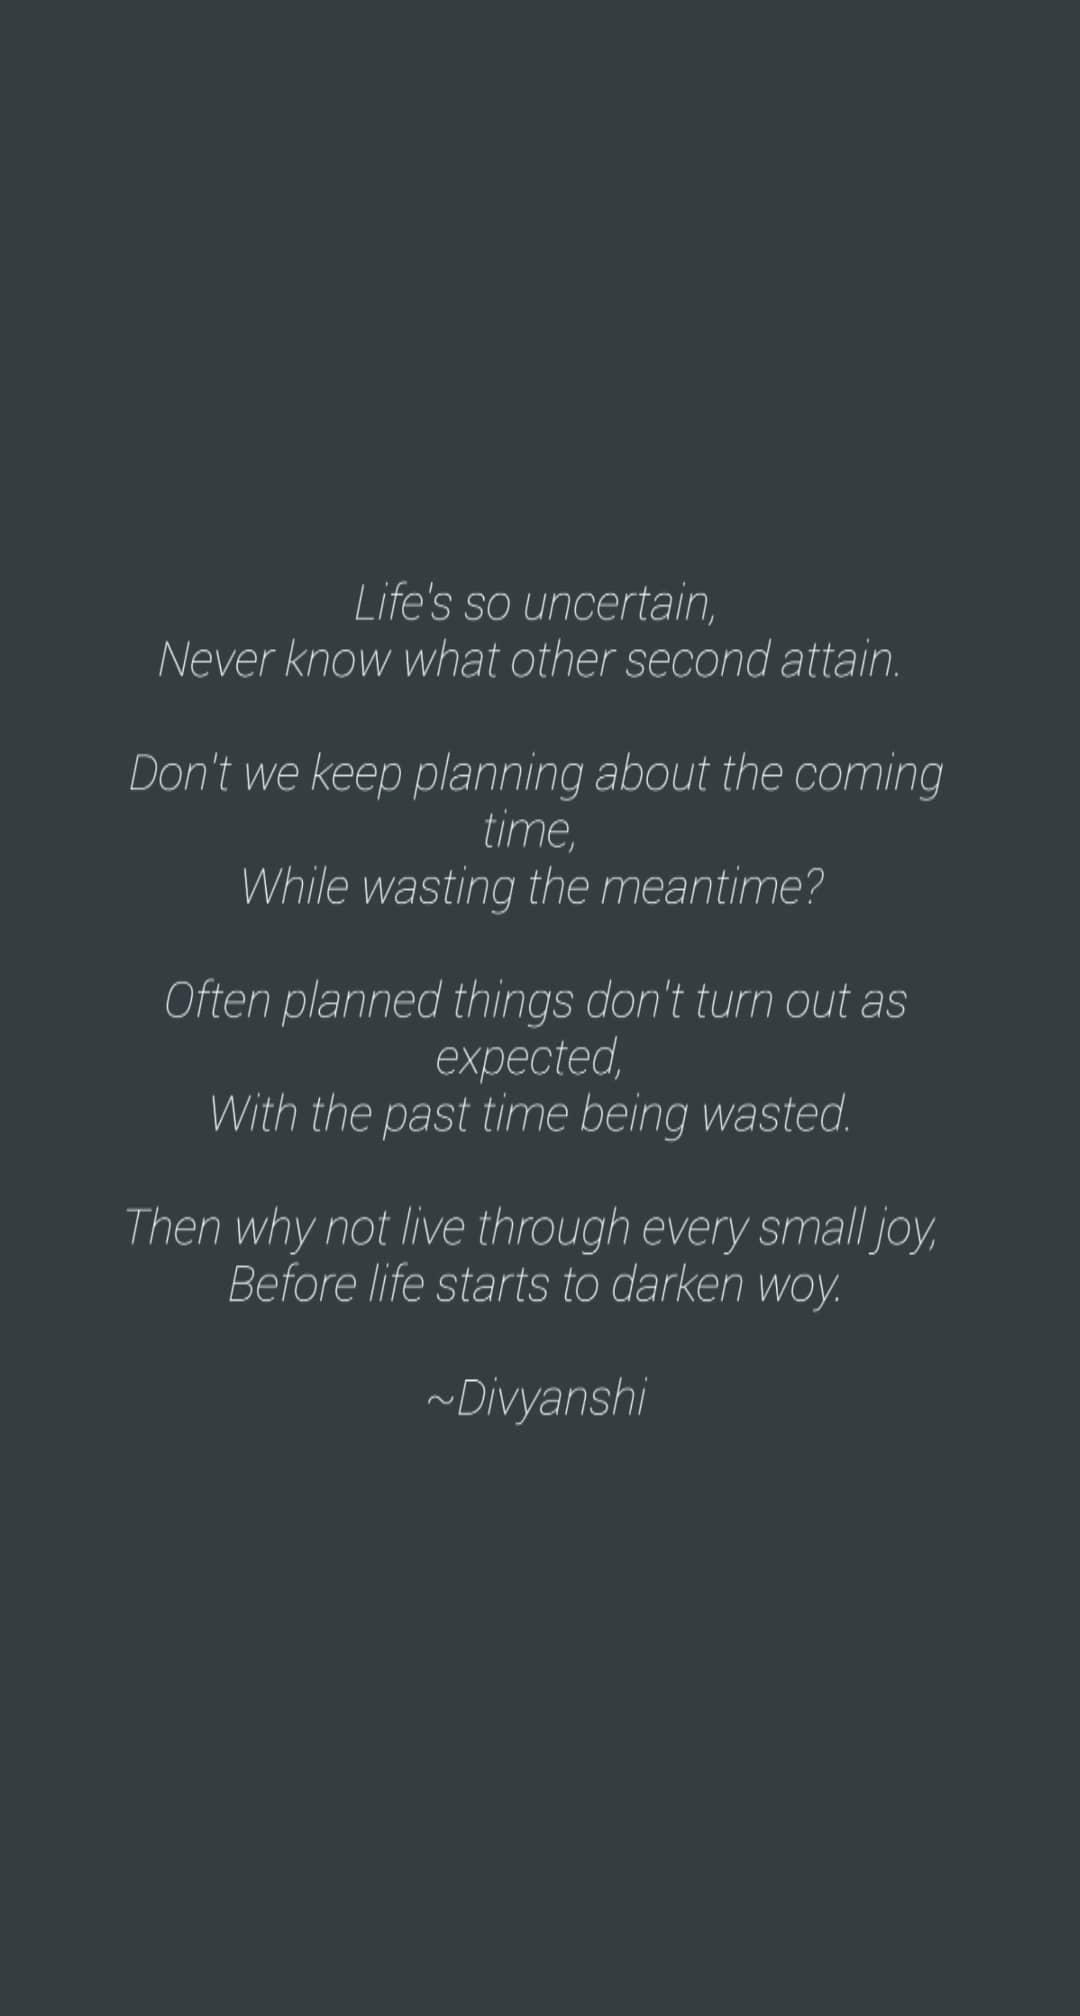 Life's so uncertain,
Never know what other second attain.
Don't we keep planning about the coming
time,
While wasting the meantime?
Often planned things don't turn out as
expected,
With the past time being wasted.
Then why not live through every small joy,
Before life starts to darken woy.
~Divyanshi